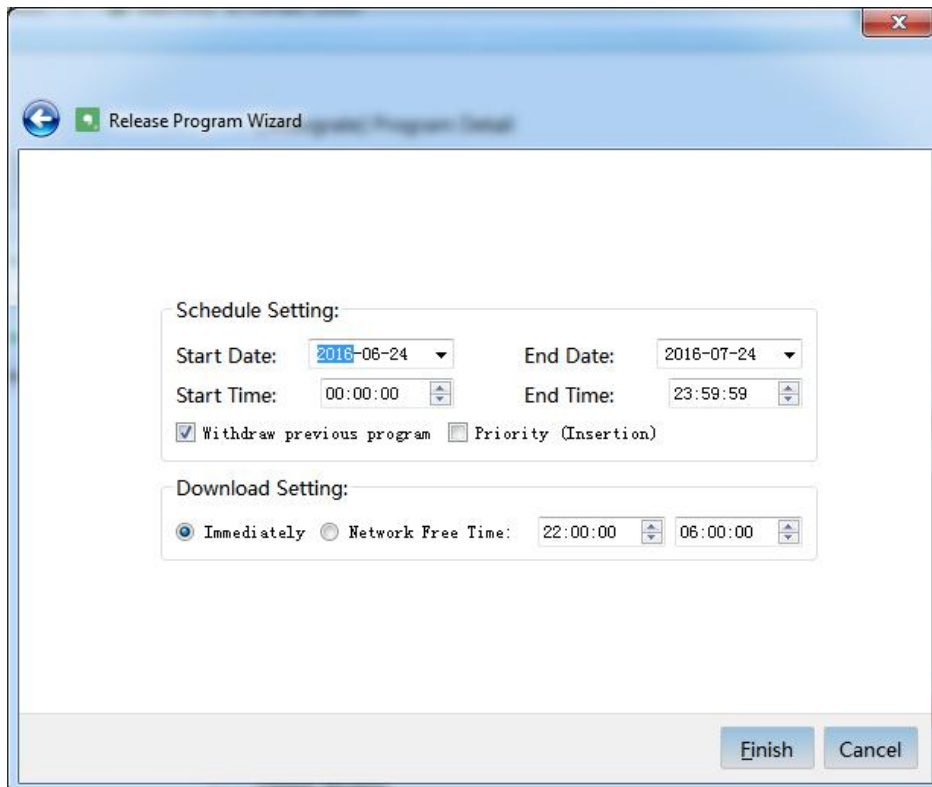 Release Program Wizard
Program Detail
Schedule Setting:
Start Date: 2016-06-24 End Date: 2016-07-24
Start Time: 00:00:00 End Time: 23:59:59
Withdraw previous program Priority (Insertion)
Download Setting:
Immediately Network Free Time: 22:00:00 06:00:00
Finish Cancel